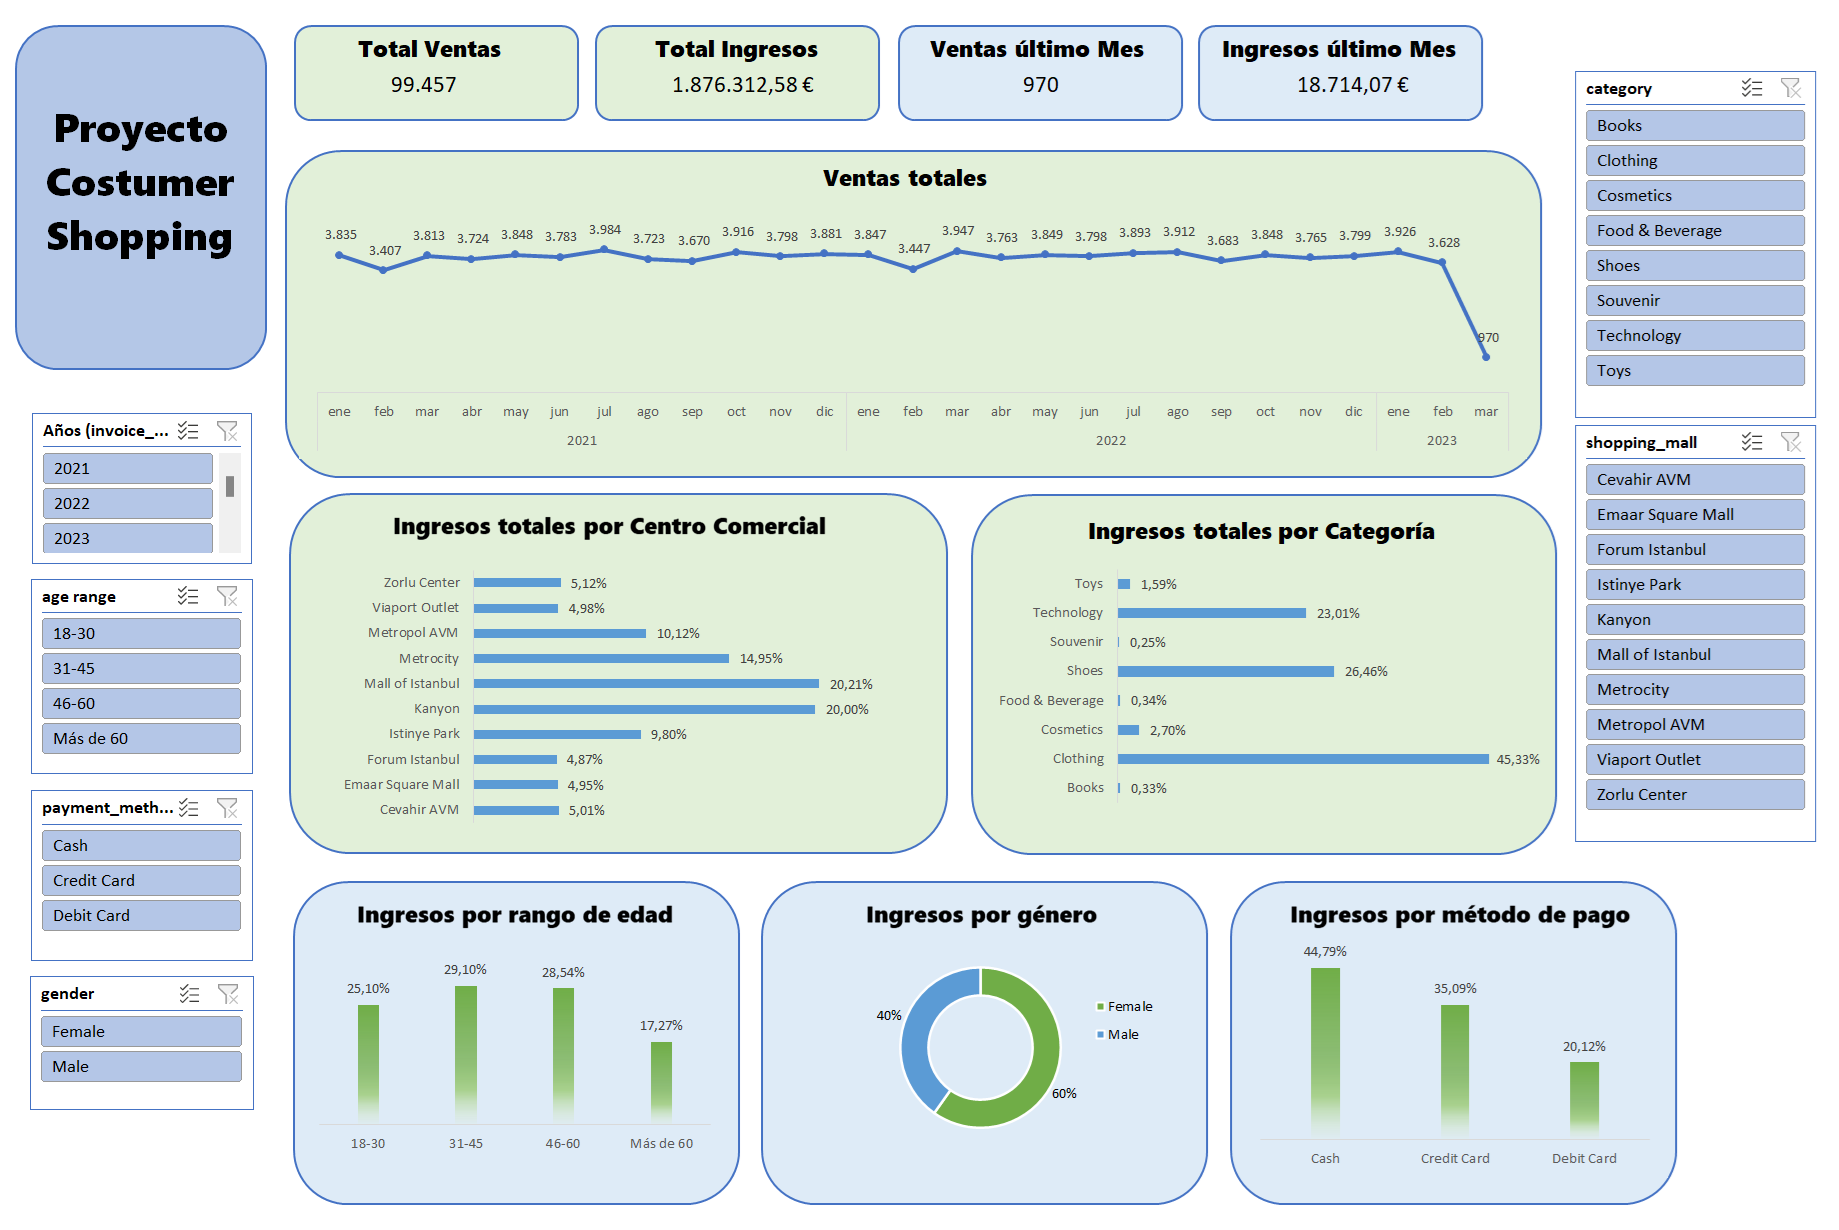 Proyecto
Costumer
Shopping
Total Ventas
99.457
Total Ingresos
1.876.312,58 €
Ventas último Mes
970
Ingresos último Mes
18.714,07 €
Ventas totales
3.835 3.407 3.813 3.724 3.848 3.783 3.984 3.723 3.670 3.916 3.798 3.881 3.847 3.447 3.947 3.763 3.849 3.798 3.893 3.912 3.683 3.848 3.765 3.799 3.926 3.628 970
ene feb mar abr may jun jul ago sep oct nov dic ene feb mar abr may jun jul ago sep oct nov dic ene feb mar
2021 2022 2023
category
Books
Clothing
Cosmetics
Food & Beverage
Shoes
Souvenir
Technology
Toys
Años (invoice_...
2021
2022
2023
age range
18-30
31-45
46-60
Más de 60
payment_meth...
Cash
Credit Card
Debit Card
gender
Female
Male
Ingresos totales por Centro Comercial
Zorlu Center 5,12%
Viaport Outlet 4,98%
Metropol AVM 10,12%
Metrocity 14,95%
Mall of Istanbul 20,21%
Kanyon 20,00%
Istinye Park 9,80%
Forum Istanbul 4,87%
Emaar Square Mall 4,95%
Cevahir AVM 5,01%
Ingresos totales por Categoría
Toys 1,59%
Technology 23,01%
Souvenir 0,25%
Shoes 26,46%
Food & Beverage 0,34%
Cosmetics 2,70%
Clothing 45,33%
Books 0,33%
shopping_mall
Cevahir AVM
Emaar Square Mall
Forum Istanbul
Istinye Park
Kanyon
Mall of Istanbul
Metrocity
Metropol AVM
Viaport Outlet
Zorlu Center
Ingresos por rango de edad
25,10% 29,10% 28,54% 17,27%
18-30 31-45 46-60 Más de 60
Ingresos por género
40%
60%
Female
Male
Ingresos por método de pago
44,79% 35,09% 20,12%
Cash Credit Card Debit Card